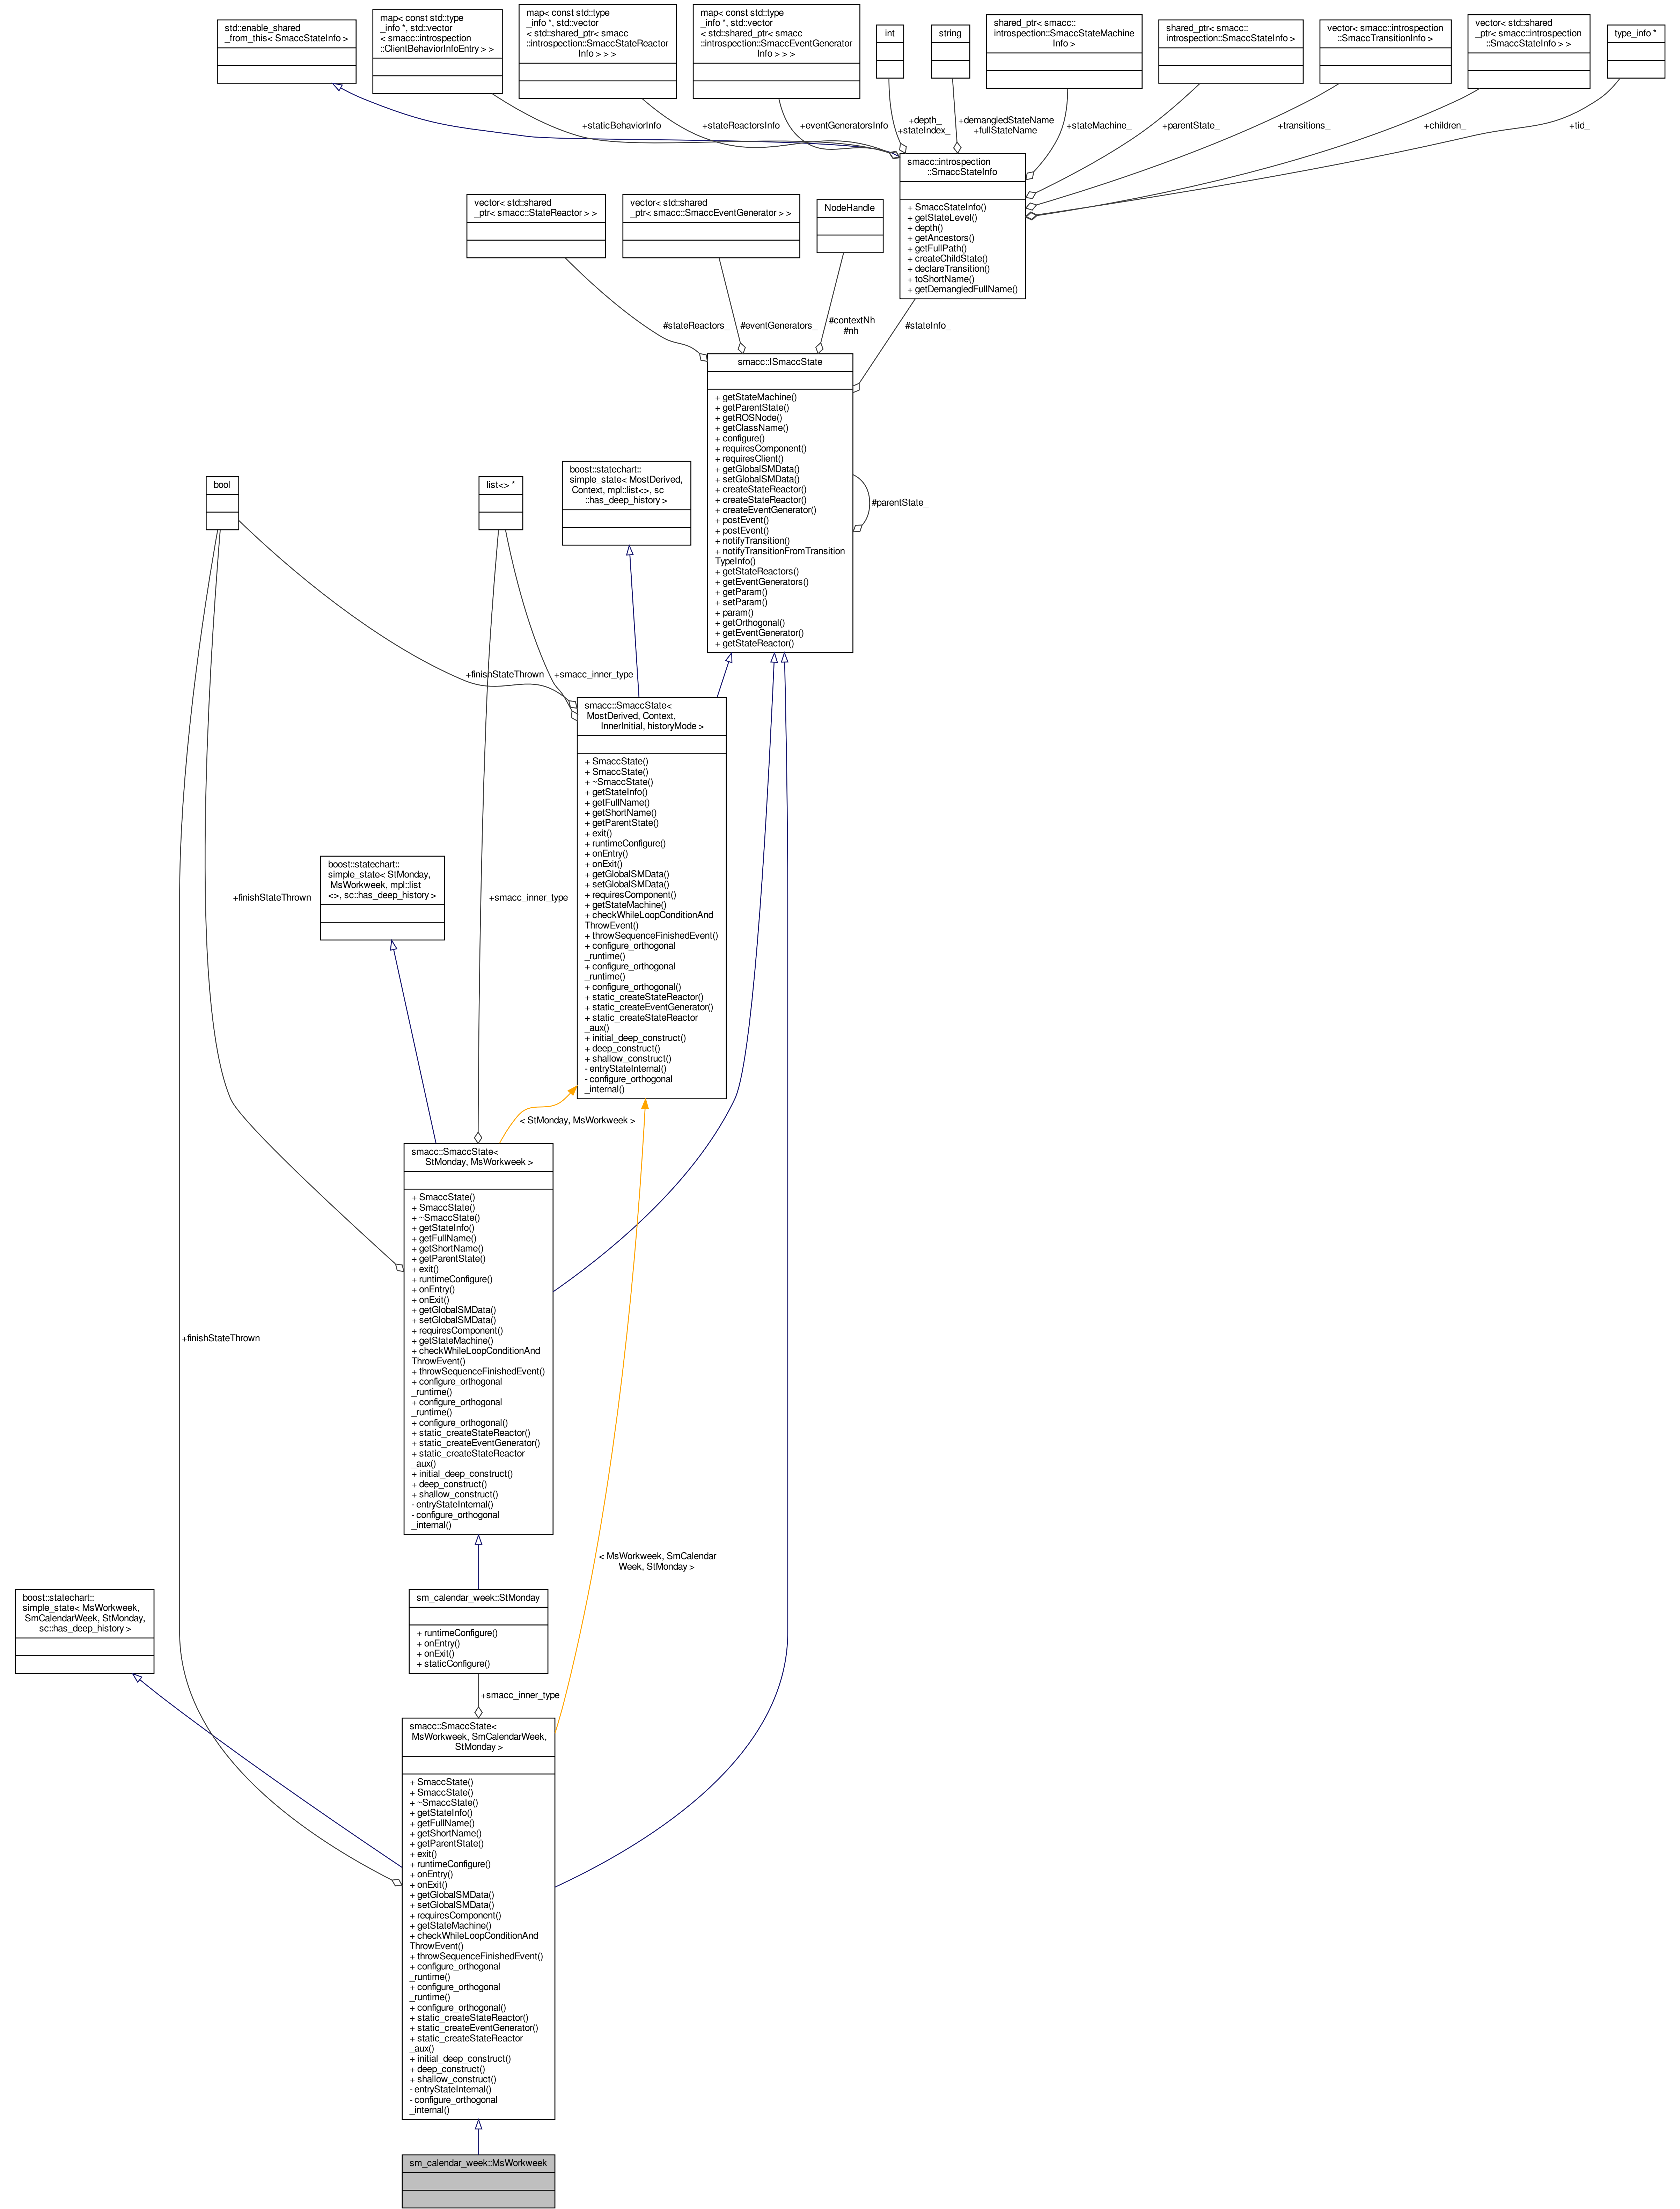 std::enable_shared
_from_this< SmaccStateInfo >
map< const std::type
_info *, std::vector
< smacc::introspection
::ClientBehaviorInfoEntry > >
map< const std::type
_info *, std::vector
< std::shared_ptr< smacc
::introspection::SmaccStateReactor
Info > > >
map< const std::type
_info *, std::vector
< std::shared_ptr< smacc
::introspection::SmaccEventGenerator
Info > > >
int
string
shared_ptr< smacc::
introspection::SmaccStateMachine
Info >
shared_ptr< smacc::
introspection::SmaccStateInfo >
vector< smacc::introspection
::SmaccTransitionInfo >
vector< std::shared
_ptr< smacc::introspection
::SmaccStateInfo > >
type_info *
+staticBehaviorInfo
+stateReactorsInfo
+eventGeneratorsInfo
+depth_
+stateIndex_
+demangledStateName
+fullStateName
+stateMachine_
+parentState_
+transitions_
+children_
+tid_
smacc::introspection
::SmaccStateInfo
+ SmaccStateInfo()
+ getStateLevel()
+ depth()
+ getAncestors()
+ getFullPath()
+ createChildState()
+ declareTransition()
+ toShortName()
+ getDemangledFullName()
vector< std::shared
_ptr< smacc::StateReactor > >
vector< std::shared
_ptr< smacc::SmaccEventGenerator > >
NodeHandle
#stateReactors_
#eventGenerators_
#contextNh
#nh
#stateInfo_
smacc::ISmaccState
+ getStateMachine()
+ getParentState()
+ getROSNode()
+ getClassName()
+ configure()
+ requiresComponent()
+ requiresClient()
+ getGlobalSMData()
+ setGlobalSMData()
+ createStateReactor()
+ createStateReactor()
+ createEventGenerator()
+ postEvent()
+ postEvent()
+ notifyTransition()
+ notifyTransitionFromTransition
TypeInfo()
+ getStateReactors()
+ getEventGenerators()
+ getParam()
+ setParam()
+ param()
+ getOrthogonal()
+ getEventGenerator()
+ getStateReactor()
#parentState_
bool
list<> *
boost::statechart::
simple_state< MostDerived,
Context, mpl::list<>, sc
::has_deep_history >
+finishStateThrown
+smacc_inner_type
smacc::SmaccState<
MostDerived, Context,
InnerInitial, historyMode >
+ SmaccState()
+ SmaccState()
+ ~SmaccState()
+ getStateInfo()
+ getFullName()
+ getShortName()
+ getParentState()
+ exit()
+ runtimeConfigure()
+ onEntry()
+ onExit()
+ getGlobalSMData()
+ setGlobalSMData()
+ requiresComponent()
+ getStateMachine()
+ checkWhileLoopConditionAnd
ThrowEvent()
+ throwSequenceFinishedEvent()
+ configure_orthogonal
_runtime()
+ configure_orthogonal
_runtime()
+ configure_orthogonal()
+ static_createStateReactor()
+ static_createEventGenerator()
+ static_createStateReactor
_aux()
+ initial_deep_construct()
+ deep_construct()
+ shallow_construct()
- entryStateInternal()
- configure_orthogonal
_internal()
boost::statechart::
simple_state< StMonday,
MsWorkweek, mpl::list
<>, sc::has_deep_history >
+finishStateThrown
+smacc_inner_type
< StMonday, MsWorkweek >
smacc::SmaccState<
StMonday, MsWorkweek >
+ SmaccState()
+ SmaccState()
+ ~SmaccState()
+ getStateInfo()
+ getFullName()
+ getShortName()
+ getParentState()
+ exit()
+ runtimeConfigure()
+ onEntry()
+ onExit()
+ getGlobalSMData()
+ setGlobalSMData()
+ requiresComponent()
+ getStateMachine()
+ checkWhileLoopConditionAnd
ThrowEvent()
+ throwSequenceFinishedEvent()
+ configure_orthogonal
_runtime()
+ configure_orthogonal
_runtime()
+ configure_orthogonal()
+ static_createStateReactor()
+ static_createEventGenerator()
+ static_createStateReactor
_aux()
+ initial_deep_construct()
+ deep_construct()
+ shallow_construct()
- entryStateInternal()
- configure_orthogonal
_internal()
+finishStateThrown
< MsWorkweek, SmCalendar
Week, StMonday >
boost::statechart::
simple_state< MsWorkweek,
SmCalendarWeek, StMonday,
sc::has_deep_history >
sm_calendar_week::StMonday
+ runtimeConfigure()
+ onEntry()
+ onExit()
+ staticConfigure()
+smacc_inner_type
smacc::SmaccState<
MsWorkweek, SmCalendarWeek,
StMonday >
+ SmaccState()
+ SmaccState()
+ ~SmaccState()
+ getStateInfo()
+ getFullName()
+ getShortName()
+ getParentState()
+ exit()
+ runtimeConfigure()
+ onEntry()
+ onExit()
+ getGlobalSMData()
+ setGlobalSMData()
+ requiresComponent()
+ getStateMachine()
+ checkWhileLoopConditionAnd
ThrowEvent()
+ throwSequenceFinishedEvent()
+ configure_orthogonal
_runtime()
+ configure_orthogonal
_runtime()
+ configure_orthogonal()
+ static_createStateReactor()
+ static_createEventGenerator()
+ static_createStateReactor
_aux()
+ initial_deep_construct()
+ deep_construct()
+ shallow_construct()
- entryStateInternal()
- configure_orthogonal
_internal()
sm_calendar_week::MsWorkweek